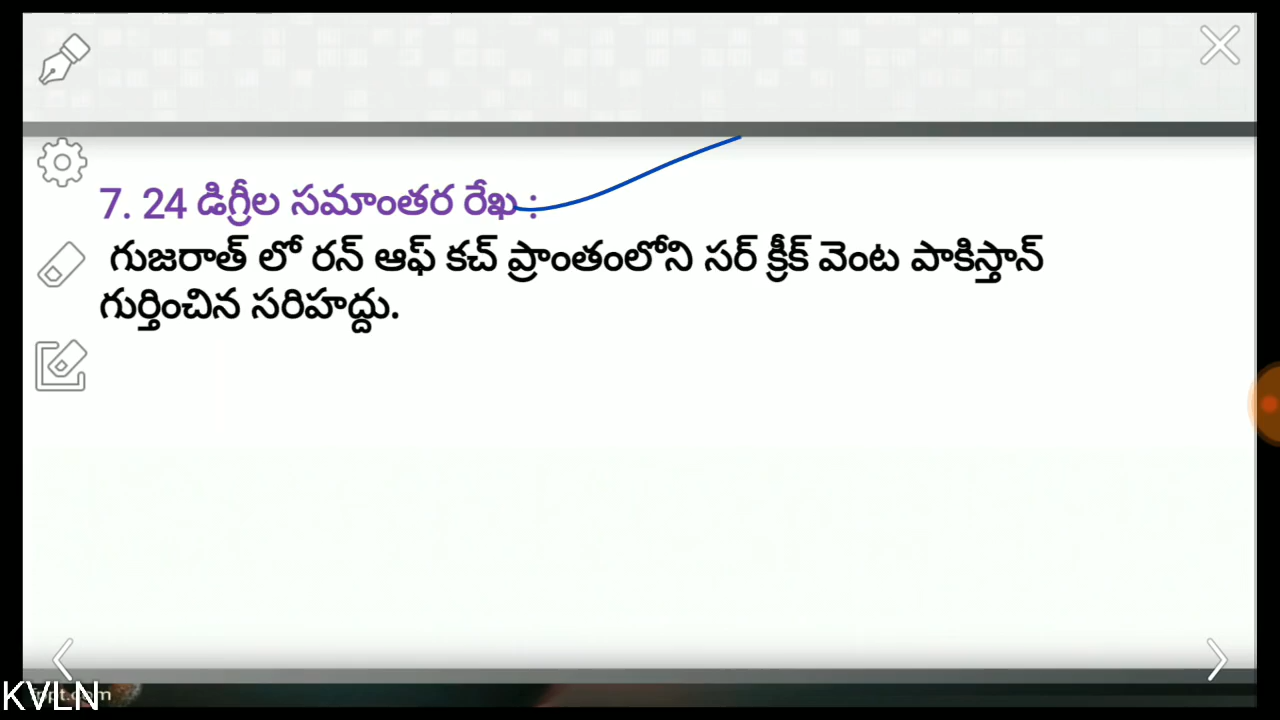 7. 24 డిగ్రీల సమాంతర రేఖ :
గుజరాత్ లో రన్ ఆఫ్ కచ్ ప్రాంతంలోని సర్ క్రీక్ వెంట పాకిస్తాన్
గుర్తించిన సరిహద్దు.
KVLN